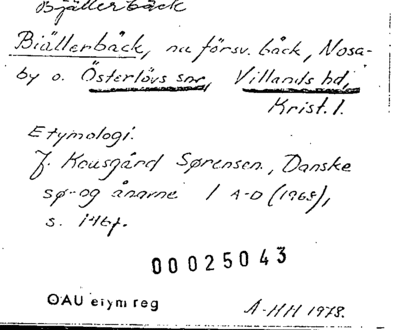 Bjällerbäck
Biällerbäck, nu försv. bäck, Nosa-
by o. Österlövs snr, Villands hd,
Krist. l.
Etymologi:
J. Kousgård Sørensen, Danske
sø- og ånavne 1 A-D (1968),
s. 146f.
00025043
OAU etym reg
A-HH 1978.